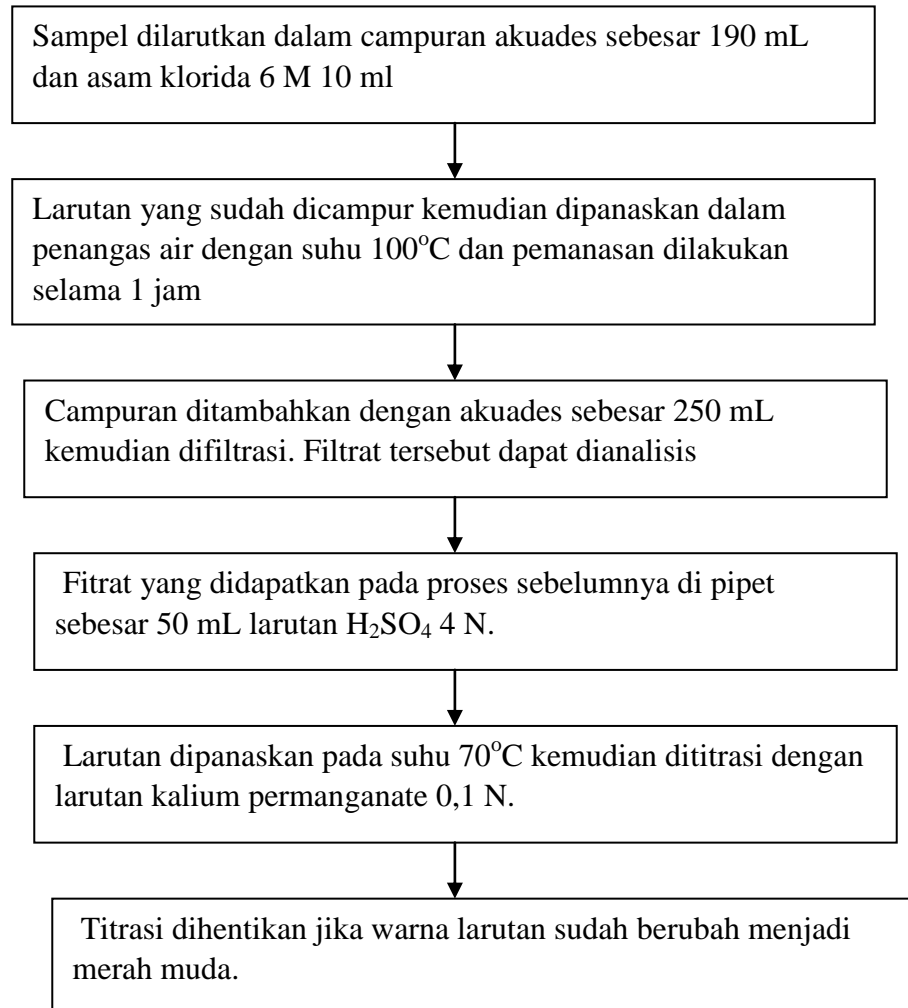 Sampel dilarutkan dalam campuran akuades sebesar 190 mL
dan asam klorida 6 M 10 ml
Larutan yang sudah dicampur kemudian dipanaskan dalam
penangas air dengan suhu 100°C dan pemanasan dilakukan
selama 1 jam
Campuran ditambahkan dengan akuades sebesar 250 mL
kemudian difiltrasi. Filtrat tersebut dapat dianalisis
Fitrat yang didapatkan pada proses sebelumnya di pipet
sebesar 50 mL larutan H₂SO₄ 4 N.
Larutan dipanaskan pada suhu 70°C kemudian dititrasi dengan
larutan kalium permanganate 0,1 N.
Titrasi dihentikan jika warna larutan sudah berubah menjadi
merah muda.